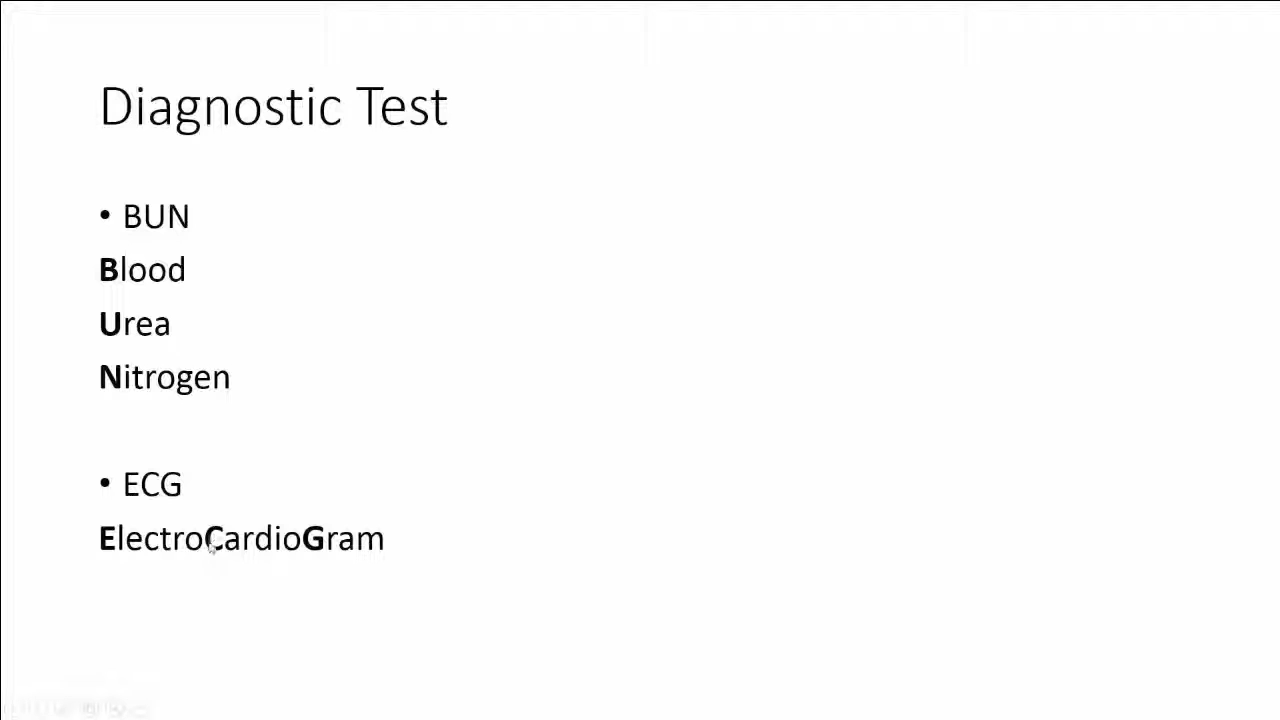 Diagnostic Test
• BUN
Blood
Urea
Nitrogen
• ECG
ElectroCardioGram